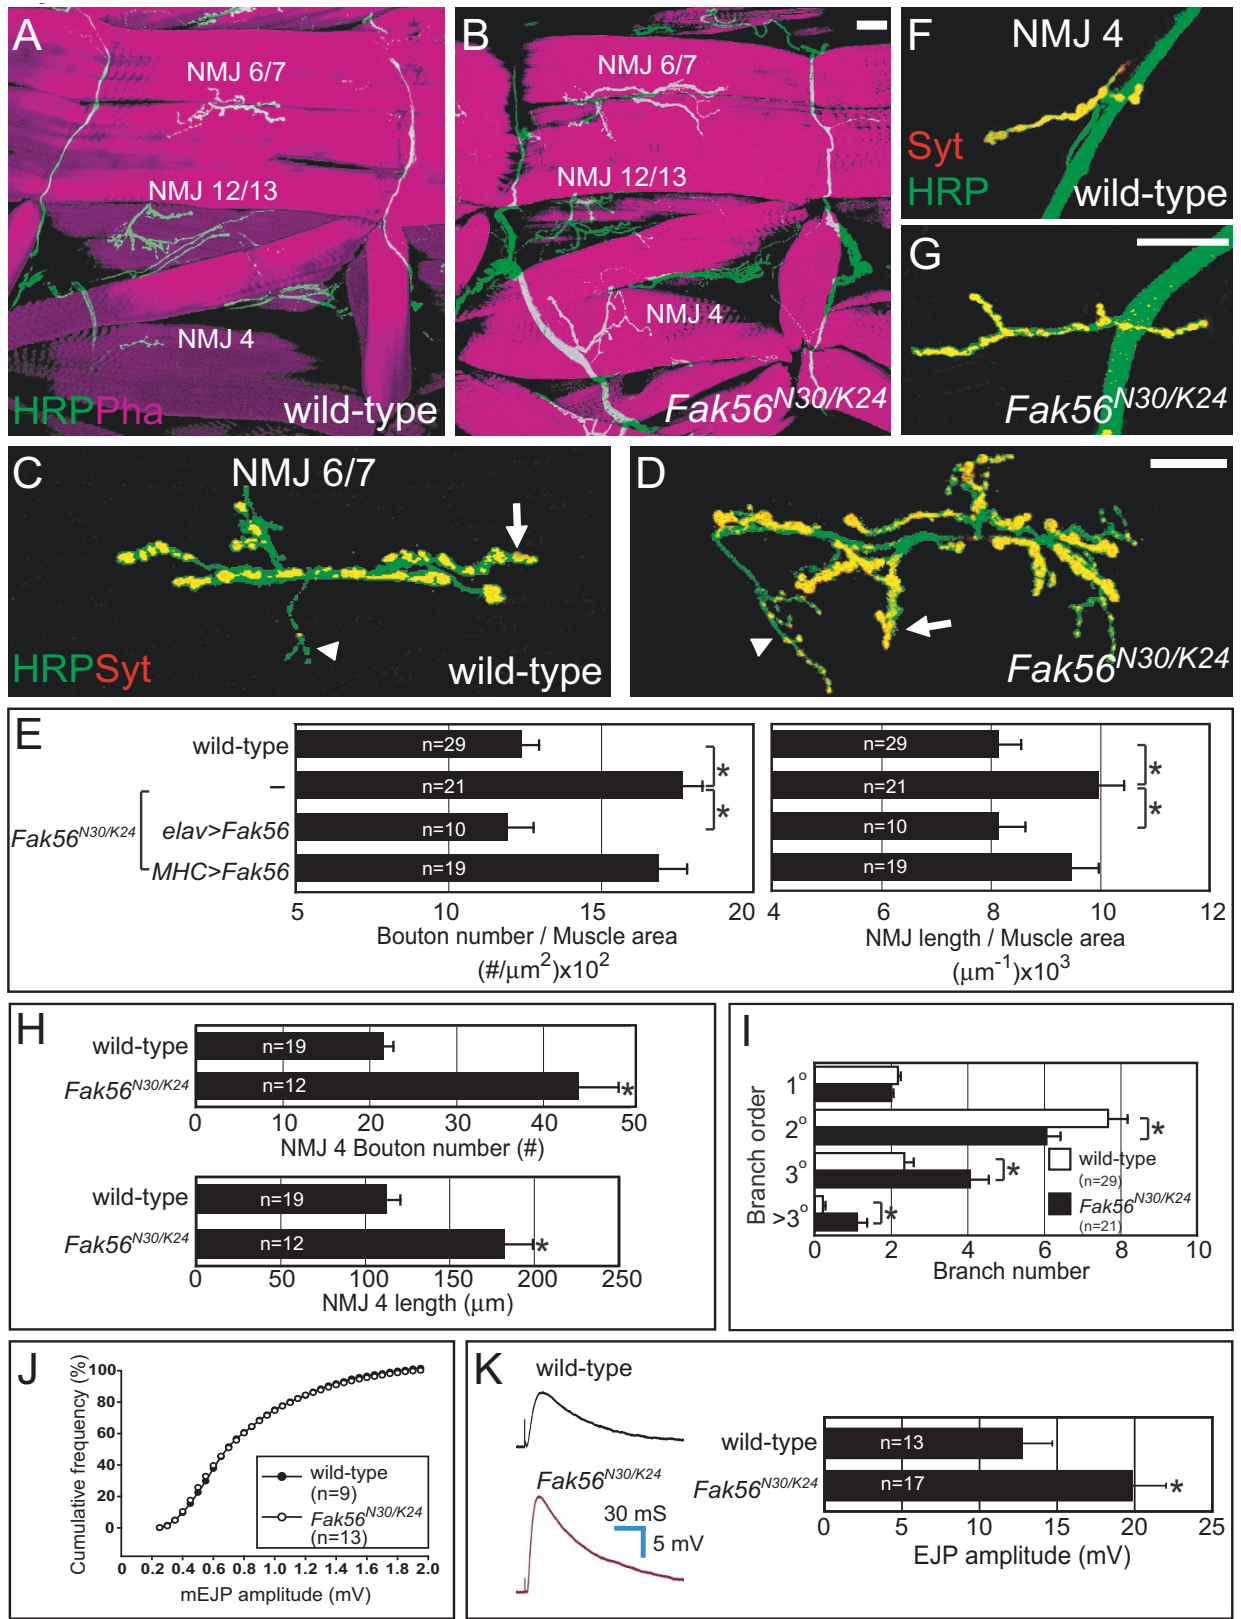 A
NMJ 6/7
NMJ 12/13
NMJ 4
HRPPha
wild-type
B
NMJ 6/7
NMJ 12/13
NMJ 4
Fak56N30/K24
F
NMJ 4
Syt
HRP
wild-type
G
Fak56N30/K24
C
NMJ 6/7
HRPSyt
wild-type
D
Fak56N30/K24
E
wild-type
–
Fak56N30/K24
elav>Fak56
MHC>Fak56
n=29
n=21
n=10
n=19
*
*
5 10 15 20
Bouton number / Muscle area
(#/μm2)x102
n=29
n=21
n=10
n=19
*
*
4 6 8 10 12
NMJ length / Muscle area
(μm-1)x103
H
wild-type n=19
Fak56N30/K24 n=12 *
0 10 20 30 40 50
NMJ 4 Bouton number (#)
wild-type n=19
Fak56N30/K24 n=12 *
0 50 100 150 200 250
NMJ 4 length (μm)
I
Branch order
1o
2o *
3o *
>3o *
wild-type
(n=29)
Fak56N30/K24
(n=21)
0 2 4 6 8 10
Branch number
J
Cumulative frequency (%)
100
80
60
40
20
0
wild-type
(n=9)
Fak56N30/K24
(n=13)
0 0.2 0.4 0.6 0.8 1.0 1.2 1.4 1.6 1.8 2.0
mEJP amplitude (mV)
K
wild-type
Fak56N30/K24
30 mS
5 mV
wild-type n=13
Fak56N30/K24 n=17 *
0 5 10 15 20 25
EJP amplitude (mV)